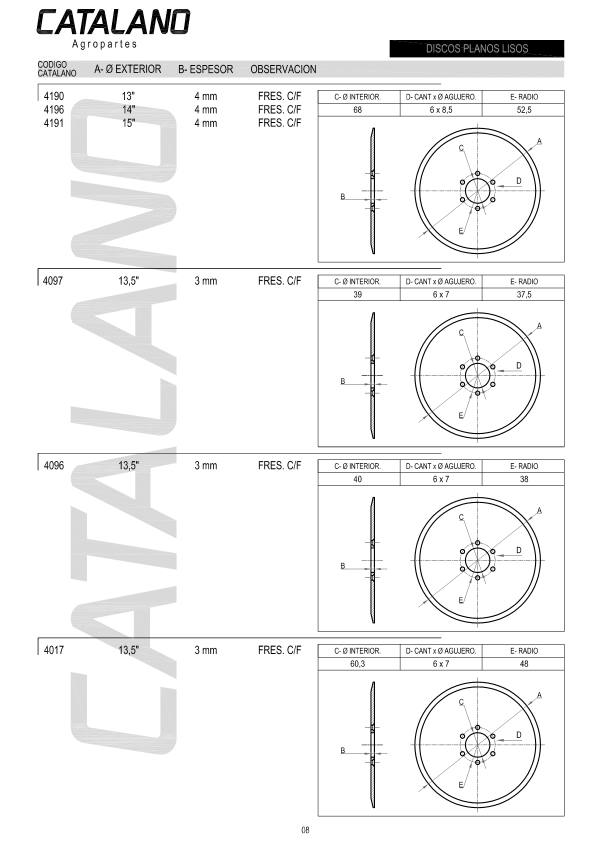 CATALANO
Agropartes
DISCOS PLANOS LISOS
CODIGO CATALANO A- Ø EXTERIOR B- ESPESOR OBSERVACION
4190 13" 4 mm FRES. C/F
4196 14" 4 mm FRES. C/F
4191 15" 4 mm FRES. C/F
C- Ø INTERIOR. D- CANT x Ø AGUJERO. E- RADIO
68 6 x 8,5 52,5
A
C
D
B
E
4097 13,5" 3 mm FRES. C/F
C- Ø INTERIOR. D- CANT x Ø AGUJERO. E- RADIO
39 6 x 7 37,5
A
C
D
B
E
4096 13,5" 3 mm FRES. C/F
C- Ø INTERIOR. D- CANT x Ø AGUJERO. E- RADIO
40 6 x 7 38
A
C
D
B
E
4017 13,5" 3 mm FRES. C/F
C- Ø INTERIOR. D- CANT x Ø AGUJERO. E- RADIO
60,3 6 x 7 48
A
C
D
B
E
CATALANO
08